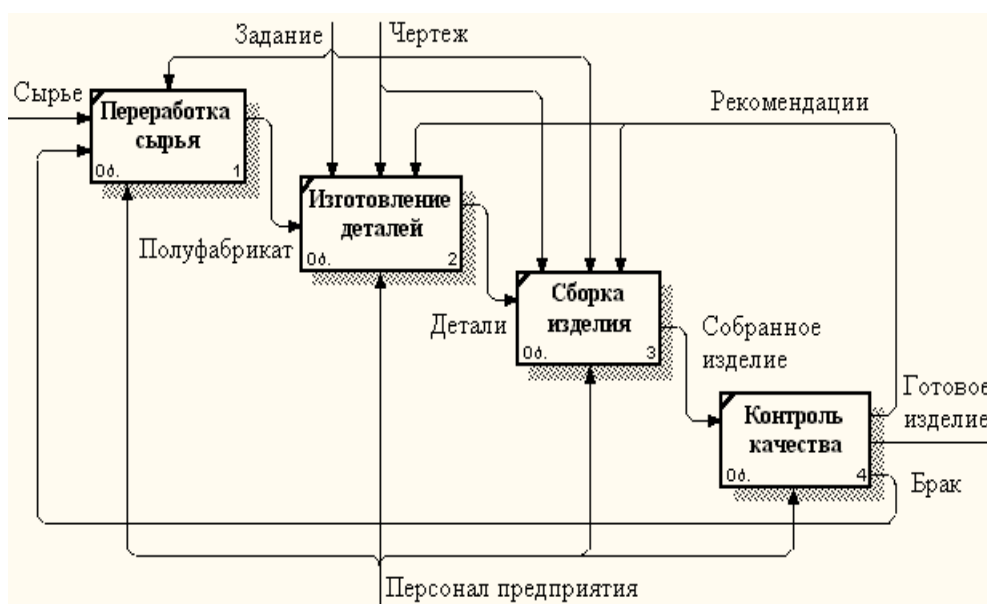 Задание
Чертеж
Сырье
Рекомендации
Переработка
сырья
0д. 1
Изготовление
деталей
0д. 2
Полуфабрикат
Сборка
изделия
0д. 3
Детали
Собранное
изделие
Контроль
качества
0д. 4
Готовое
изделие
Брак
Персонал предприятия